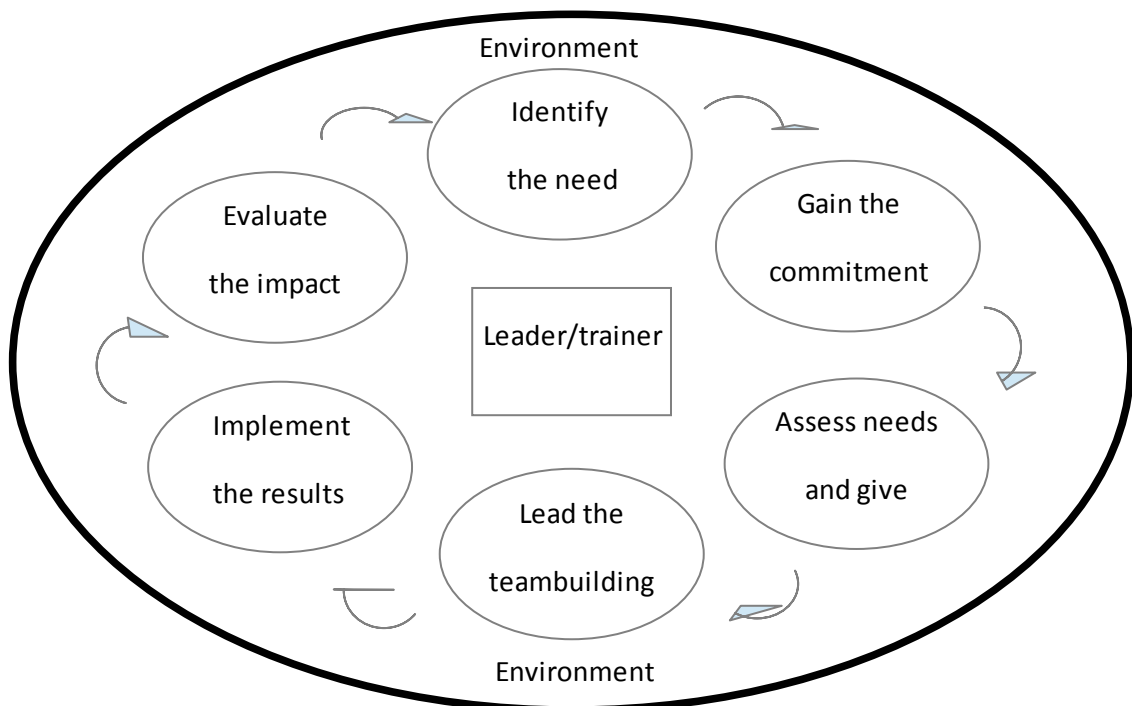 Environment
Identify
the need
Gain the
commitment
Assess needs
and give
Lead the
teambuilding
Implement
the results
Evaluate
the impact
Leader/trainer
Environment